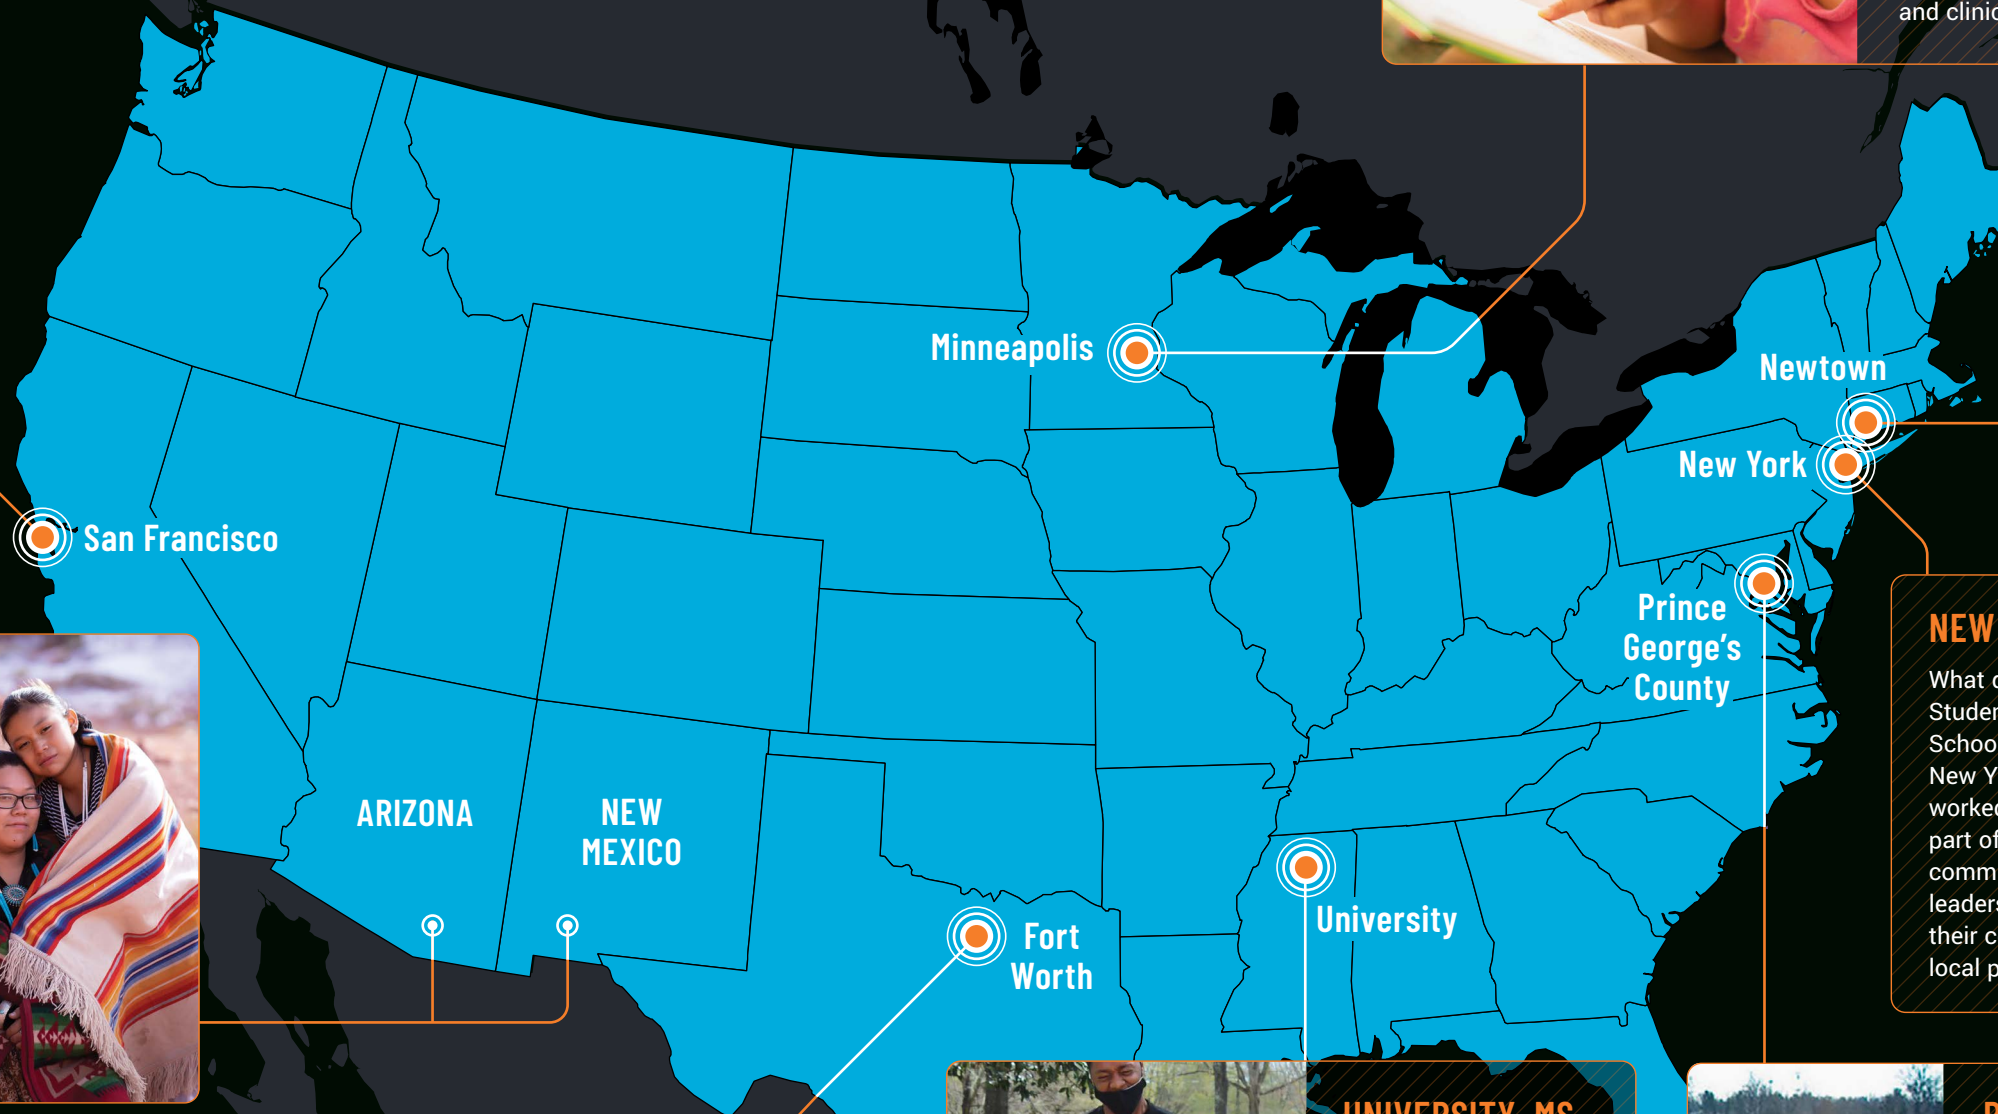 and clinic
Minneapolis
Newtown
New York
San Francisco
Prince
George’s
County
NEW
What
Studen
Schoo
New Y
worked
part of
comm
leaders
their c
local p
ARIZONA
NEW
MEXICO
University
Fort
Worth
UNIVERSITY, MS